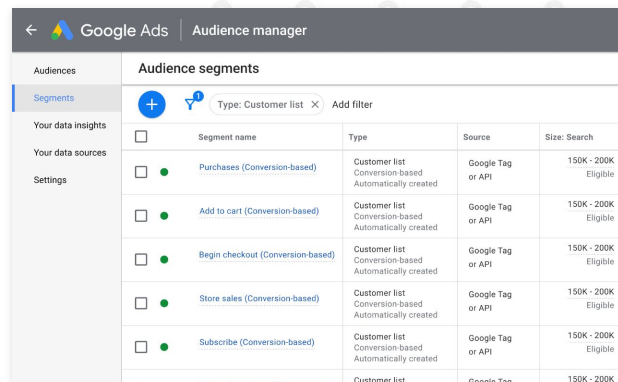 Google Ads Audience manager
Audiences
Segments
Your data insights
Your data sources
Settings
Audience segments
1
Type: Customer list Add filter
Segment name Type Source Size: Search
Purchases (Conversion-based) Customer list Google Tag 150K - 200K
Conversion-based or API Eligible
Automatically created
Add to cart (Conversion-based) Customer list Google Tag 150K - 200K
Conversion-based or API Eligible
Automatically created
Begin checkout (Conversion-based) Customer list Google Tag 150K - 200K
Conversion-based or API Eligible
Automatically created
Store sales (Conversion-based) Customer list Google Tag 150K - 200K
Conversion-based or API Eligible
Automatically created
Subscribe (Conversion-based) Customer list Google Tag 150K - 200K
Conversion-based or API Eligible
Automatically created
Customer list Google Tag 150K - 200K